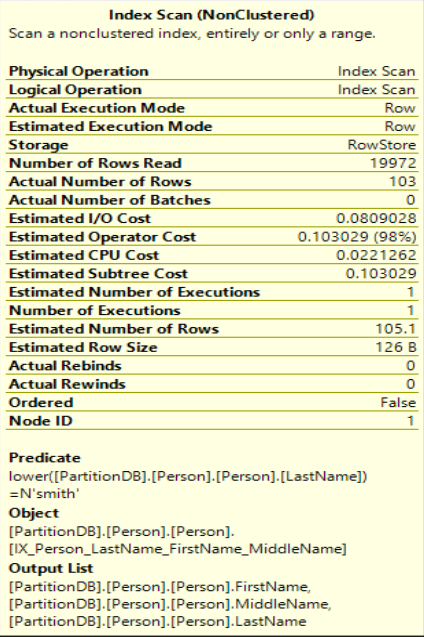 Index Scan (NonClustered)
Scan a nonclustered index, entirely or only a range.
Physical Operation Index Scan
Logical Operation Index Scan
Actual Execution Mode Row
Estimated Execution Mode Row
Storage RowStore
Number of Rows Read 19972
Actual Number of Rows 103
Actual Number of Batches 0
Estimated I/O Cost 0.0809028
Estimated Operator Cost 0.103029 (98%)
Estimated CPU Cost 0.0221262
Estimated Subtree Cost 0.103029
Estimated Number of Executions 1
Number of Executions 1
Estimated Number of Rows 105.1
Estimated Row Size 126 B
Actual Rebinds 0
Actual Rewinds 0
Ordered False
Node ID 1
Predicate
lower([PartitionDB].[Person].[Person].[LastName])
=N'smith'
Object
[PartitionDB].[Person].[Person].
[IX_Person_LastName_FirstName_MiddleName]
Output List
[PartitionDB].[Person].[Person].FirstName,
[PartitionDB].[Person].[Person].MiddleName,
[PartitionDB].[Person].[Person].LastName